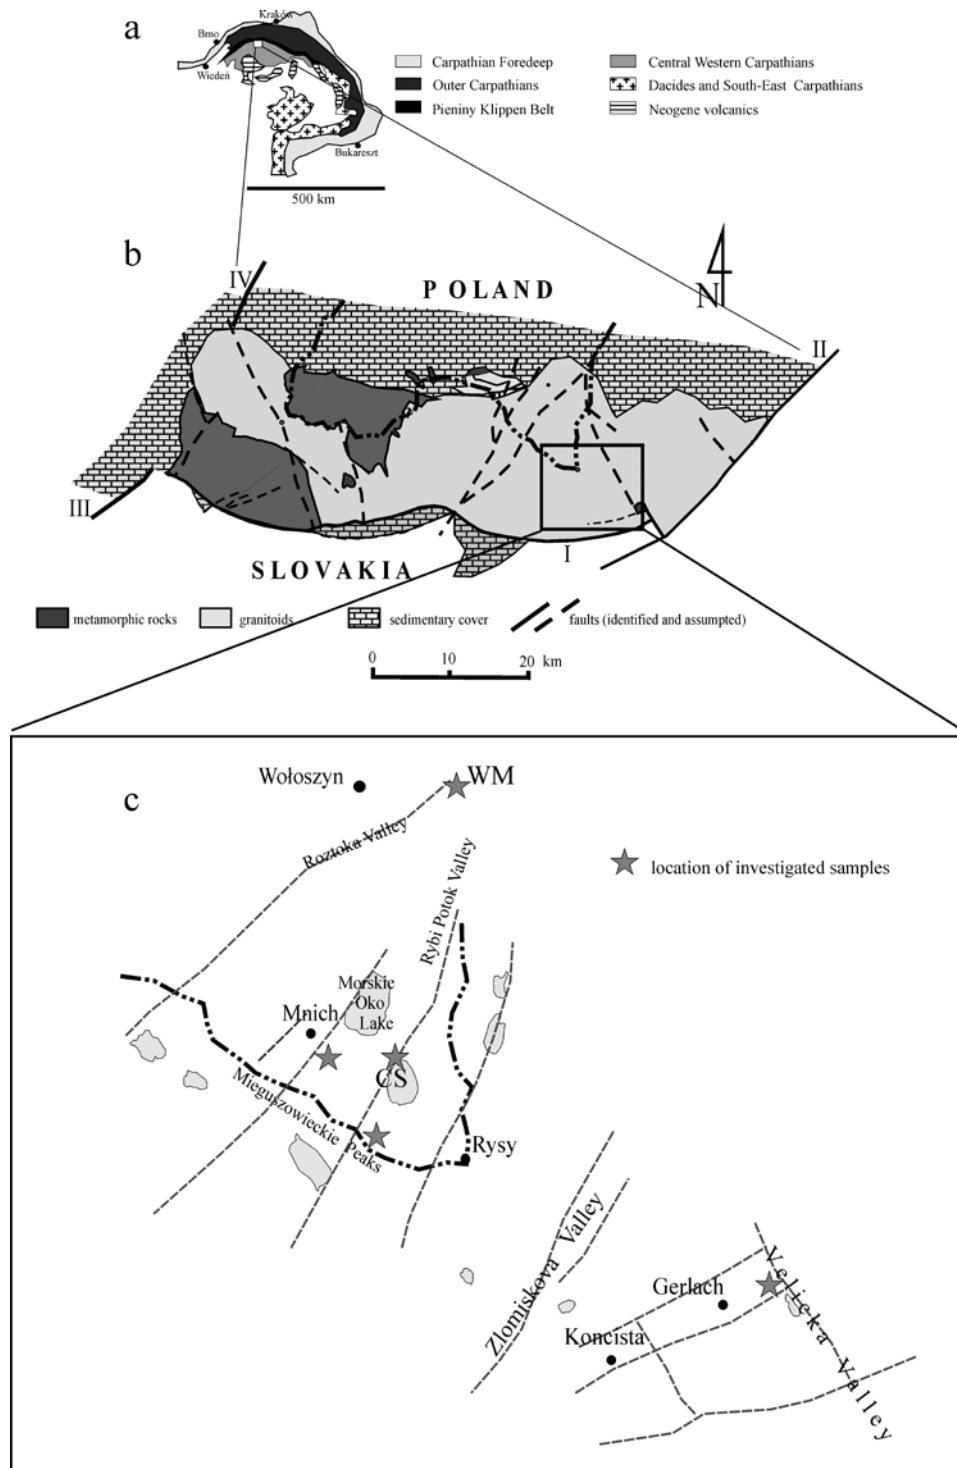 a
Kraków
Brno
Wiedeń
Bukareszt
500 km
Carpathian Foredeep
Outer Carpathians
Pieniny Klippen Belt
Central Western Carpathians
Dacides and South-East Carpathians
Neogene volcanics
b
IV
POLAND
N
II
III
I
SLOVAKIA
metamorphic rocks
granitoids
sedimentary cover
faults (identified and assumpted)
0 10 20 km
c
Wołoszyn
WM
Roztoka Valley
Rybi Potok Valley
location of investigated samples
Morskie
Oko
Lake
Mnich
CS
Mieguszowieckie Peaks
Rysy
Zlomiskova Valley
Gerlach
Koncista
Velicka Valley